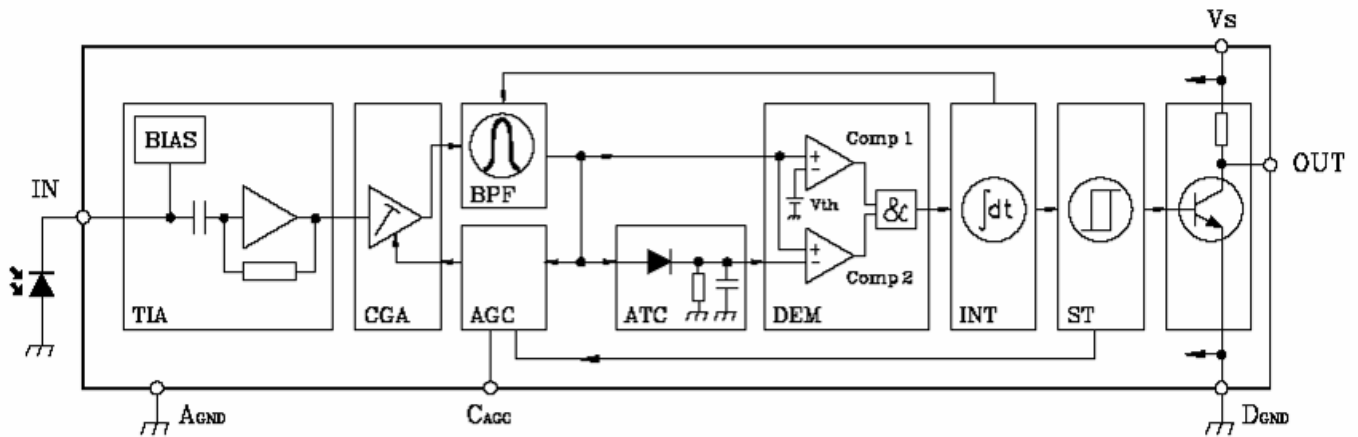 Vs
BIAS
Comp 1
IN
OUT
BPF
+
-
Vth
&
∫dt
+
-
Comp 2
TIA
CGA
AGC
ATC
DEM
INT
ST
AGND
CAGC
DGND